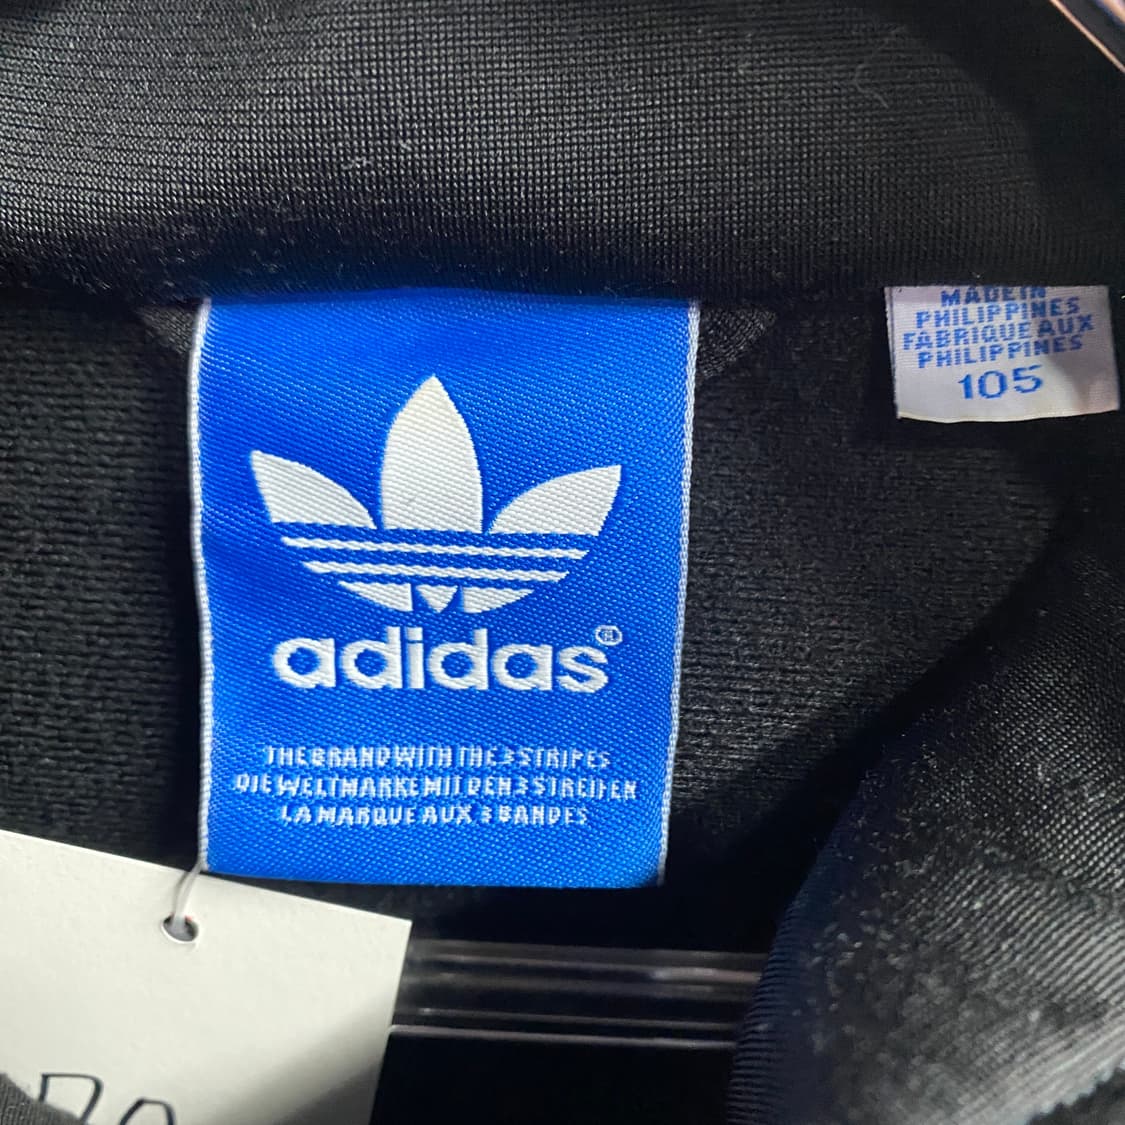 MADE IN
PHILIPPINES
FABRIQUE AUX
PHILIPPINES
105
adidas®
THE BRAND WITH THE 3 STRIPES
DIE WELTMARKE MIT DEN 3 STREIFEN
LA MARQUE AUX 3 BANDES